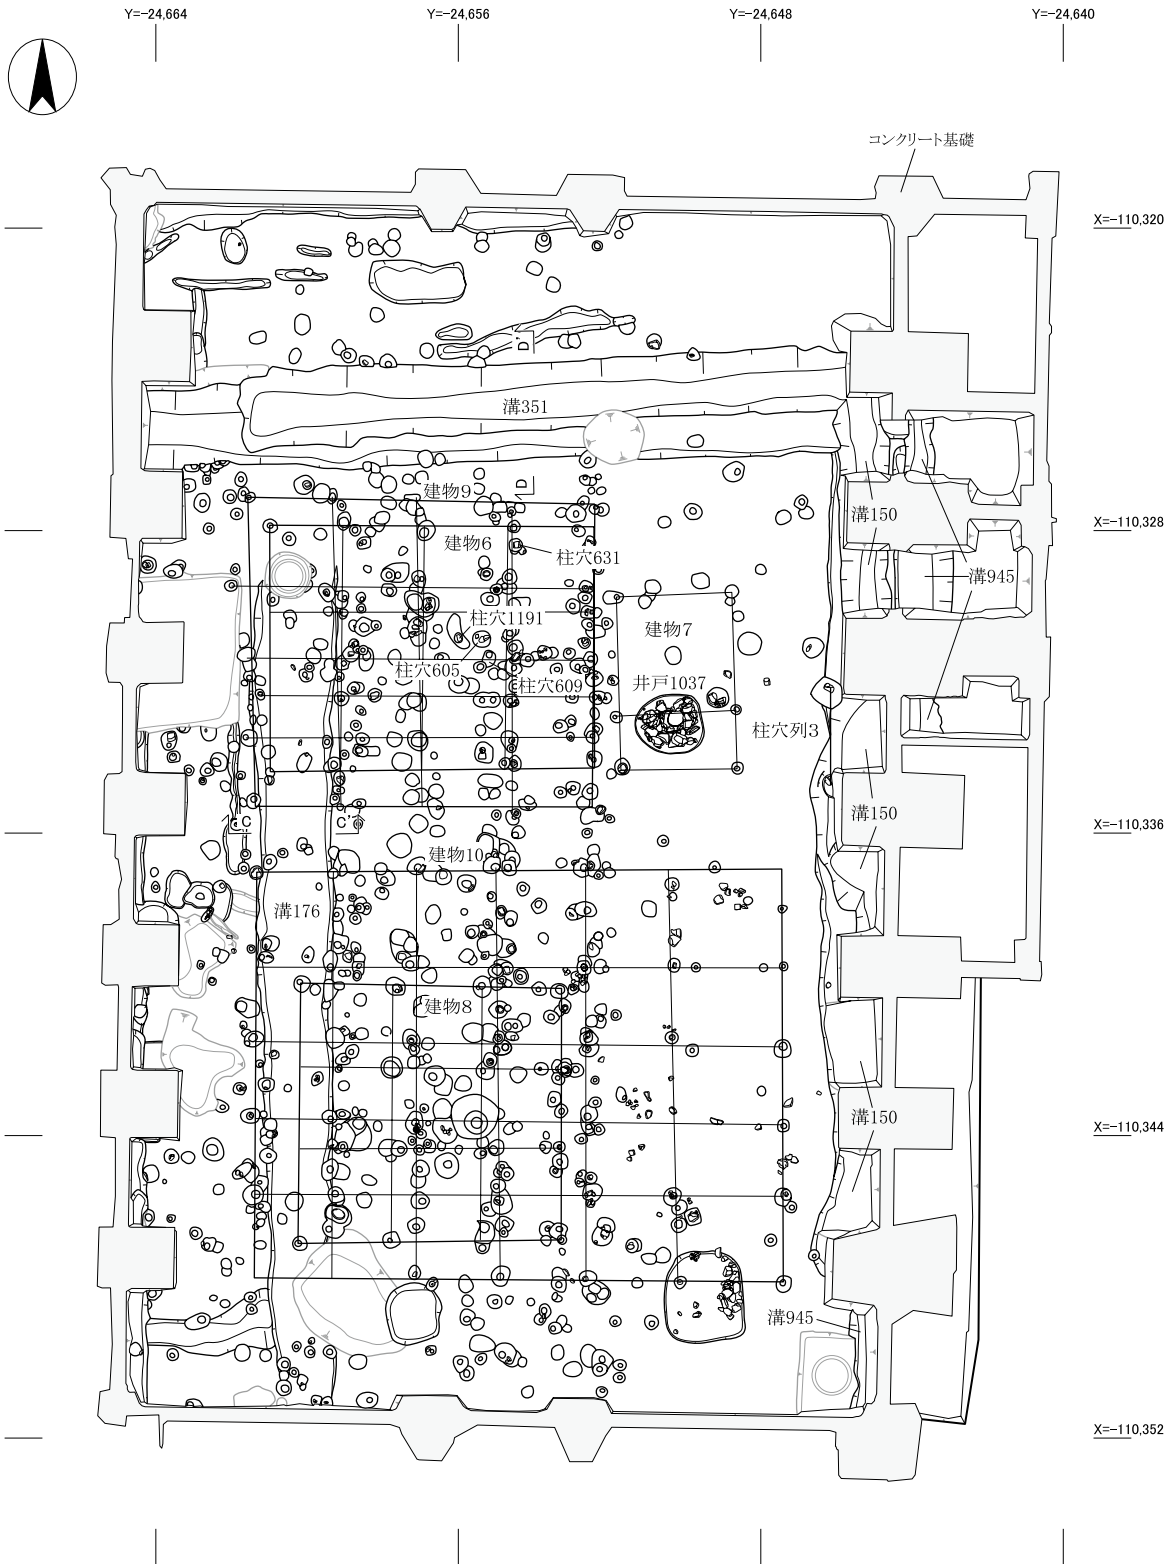 Y=-24,664
Y=-24,656
Y=-24,648
Y=-24,640
コンクリート基礎
X=-110,320
D'
溝351
建物9
D
溝150
X=-110,328
建物6
柱穴631
溝945
柱穴1191
建物7
柱穴605
柱穴609
井戸1037
柱穴列3
溝150
C
C'
X=-110,336
建物10
溝176
建物8
溝150
X=-110,344
溝945
X=-110,352